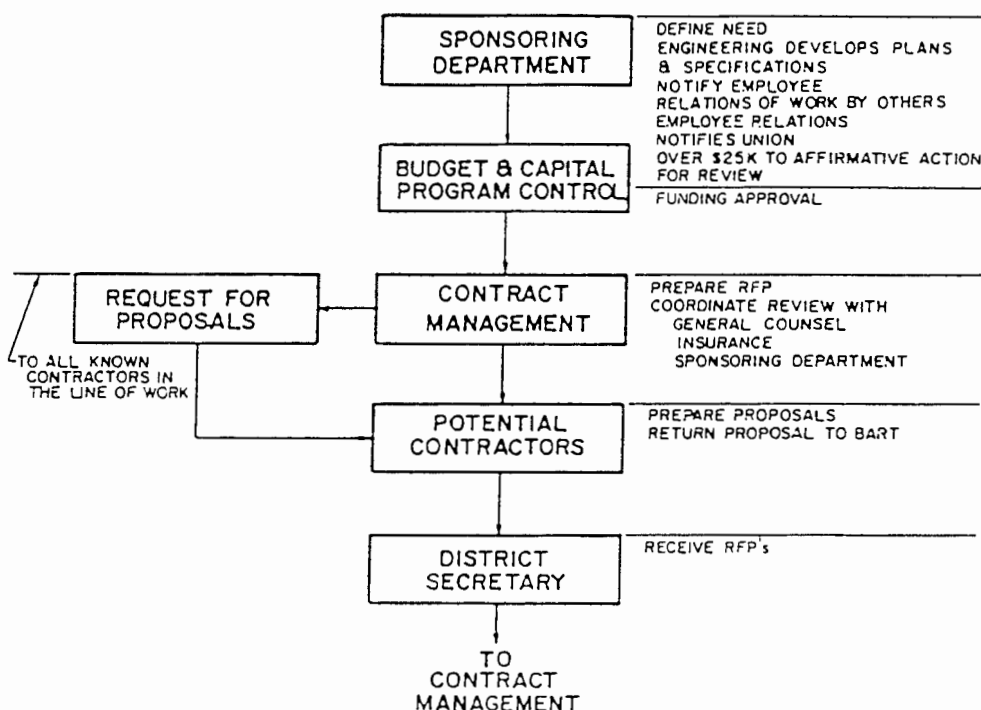 SPONSORING
DEPARTMENT
DEFINE NEED
ENGINEERING DEVELOPS PLANS
& SPECIFICATIONS
NOTIFY EMPLOYEE
RELATIONS OF WORK BY OTHERS
EMPLOYEE RELATIONS
NOTIFIES UNION
OVER $25K TO AFFIRMATIVE ACTION
FOR REVIEW
BUDGET & CAPITAL
PROGRAM CONTROL
FUNDING APPROVAL
REQUEST FOR
PROPOSALS
TO ALL KNOWN
CONTRACTORS IN
THE LINE OF WORK
CONTRACT
MANAGEMENT
PREPARE RFP
COORDINATE REVIEW WITH
GENERAL COUNSEL
INSURANCE
SPONSORING DEPARTMENT
POTENTIAL
CONTRACTORS
PREPARE PROPOSALS
RETURN PROPOSAL TO BART
DISTRICT
SECRETARY
RECEIVE RFP's
TO
CONTRACT
MANAGEMENT